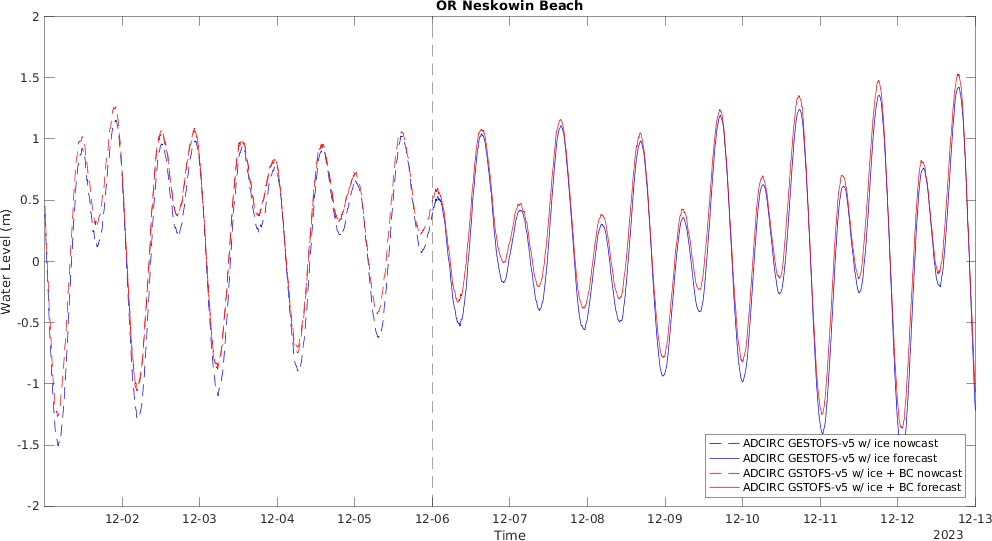 OR Neskowin Beach
2
1.5
1
0.5
0
-0.5
-1
-1.5
-2
Water Level (m)
ADCIRC GESTOFS-v5 w/ ice nowcast
ADCIRC GESTOFS-v5 w/ ice forecast
ADCIRC GSTOFS-v5 w/ ice + BC nowcast
ADCIRC GSTOFS-v5 w/ ice + BC forecast
12-02 12-03 12-04 12-05 12-06 12-07 12-08 12-09 12-10 12-11 12-12 12-13
Time
2023